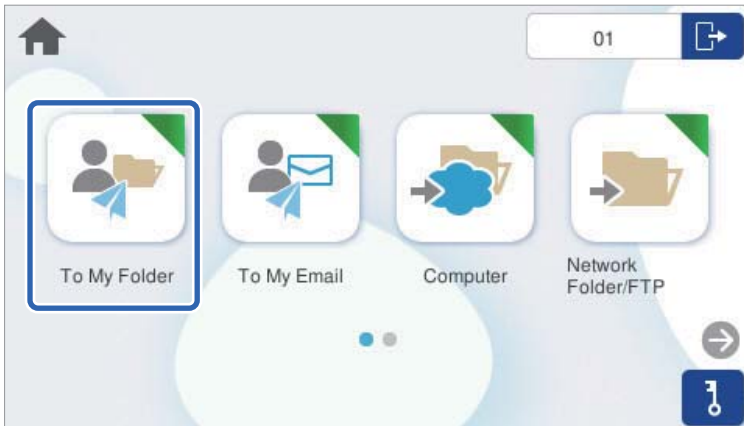 01
To My Folder
To My Email
Computer
Network
Folder/FTP